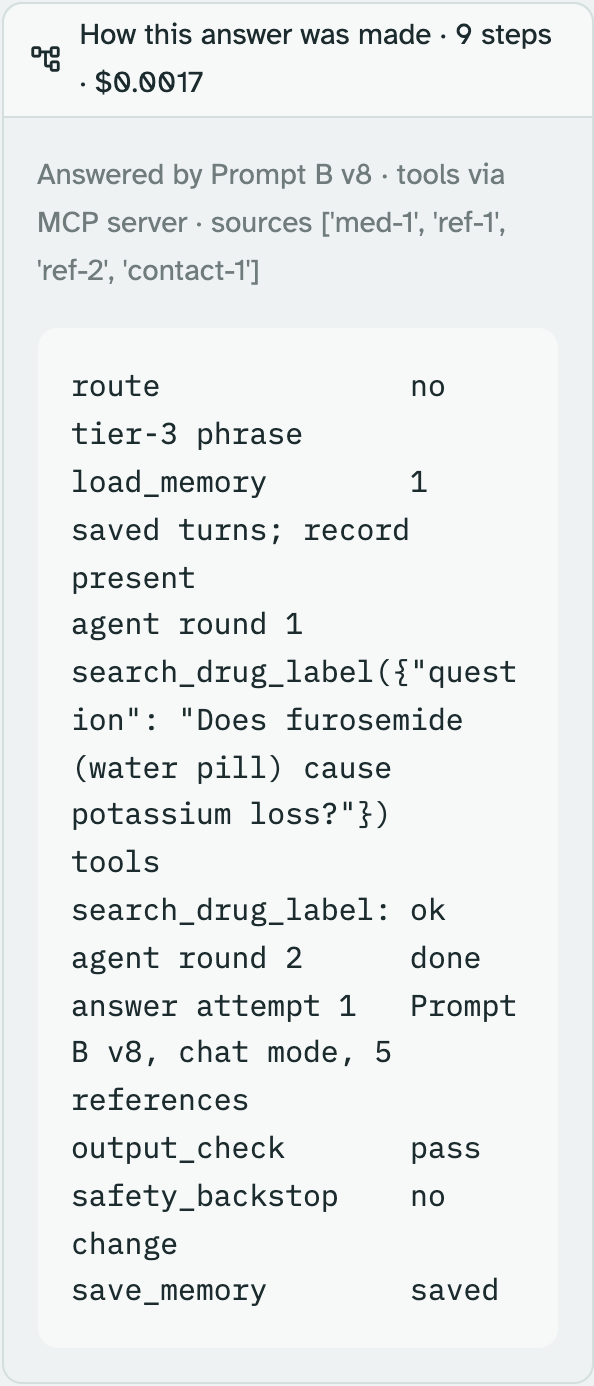 How this answer was made · 9 steps
· $0.0017
Answered by Prompt B v8 · tools via
MCP server · sources ['med-1', 'ref-1',
'ref-2', 'contact-1']
route no
tier-3 phrase
load_memory 1
saved turns; record
present
agent round 1
search_drug_label({"quest
ion": "Does furosemide
(water pill) cause
potassium loss?"})
tools
search_drug_label: ok
agent round 2 done
answer attempt 1 Prompt
B v8, chat mode, 5
references
output_check pass
safety_backstop no
change
save_memory saved